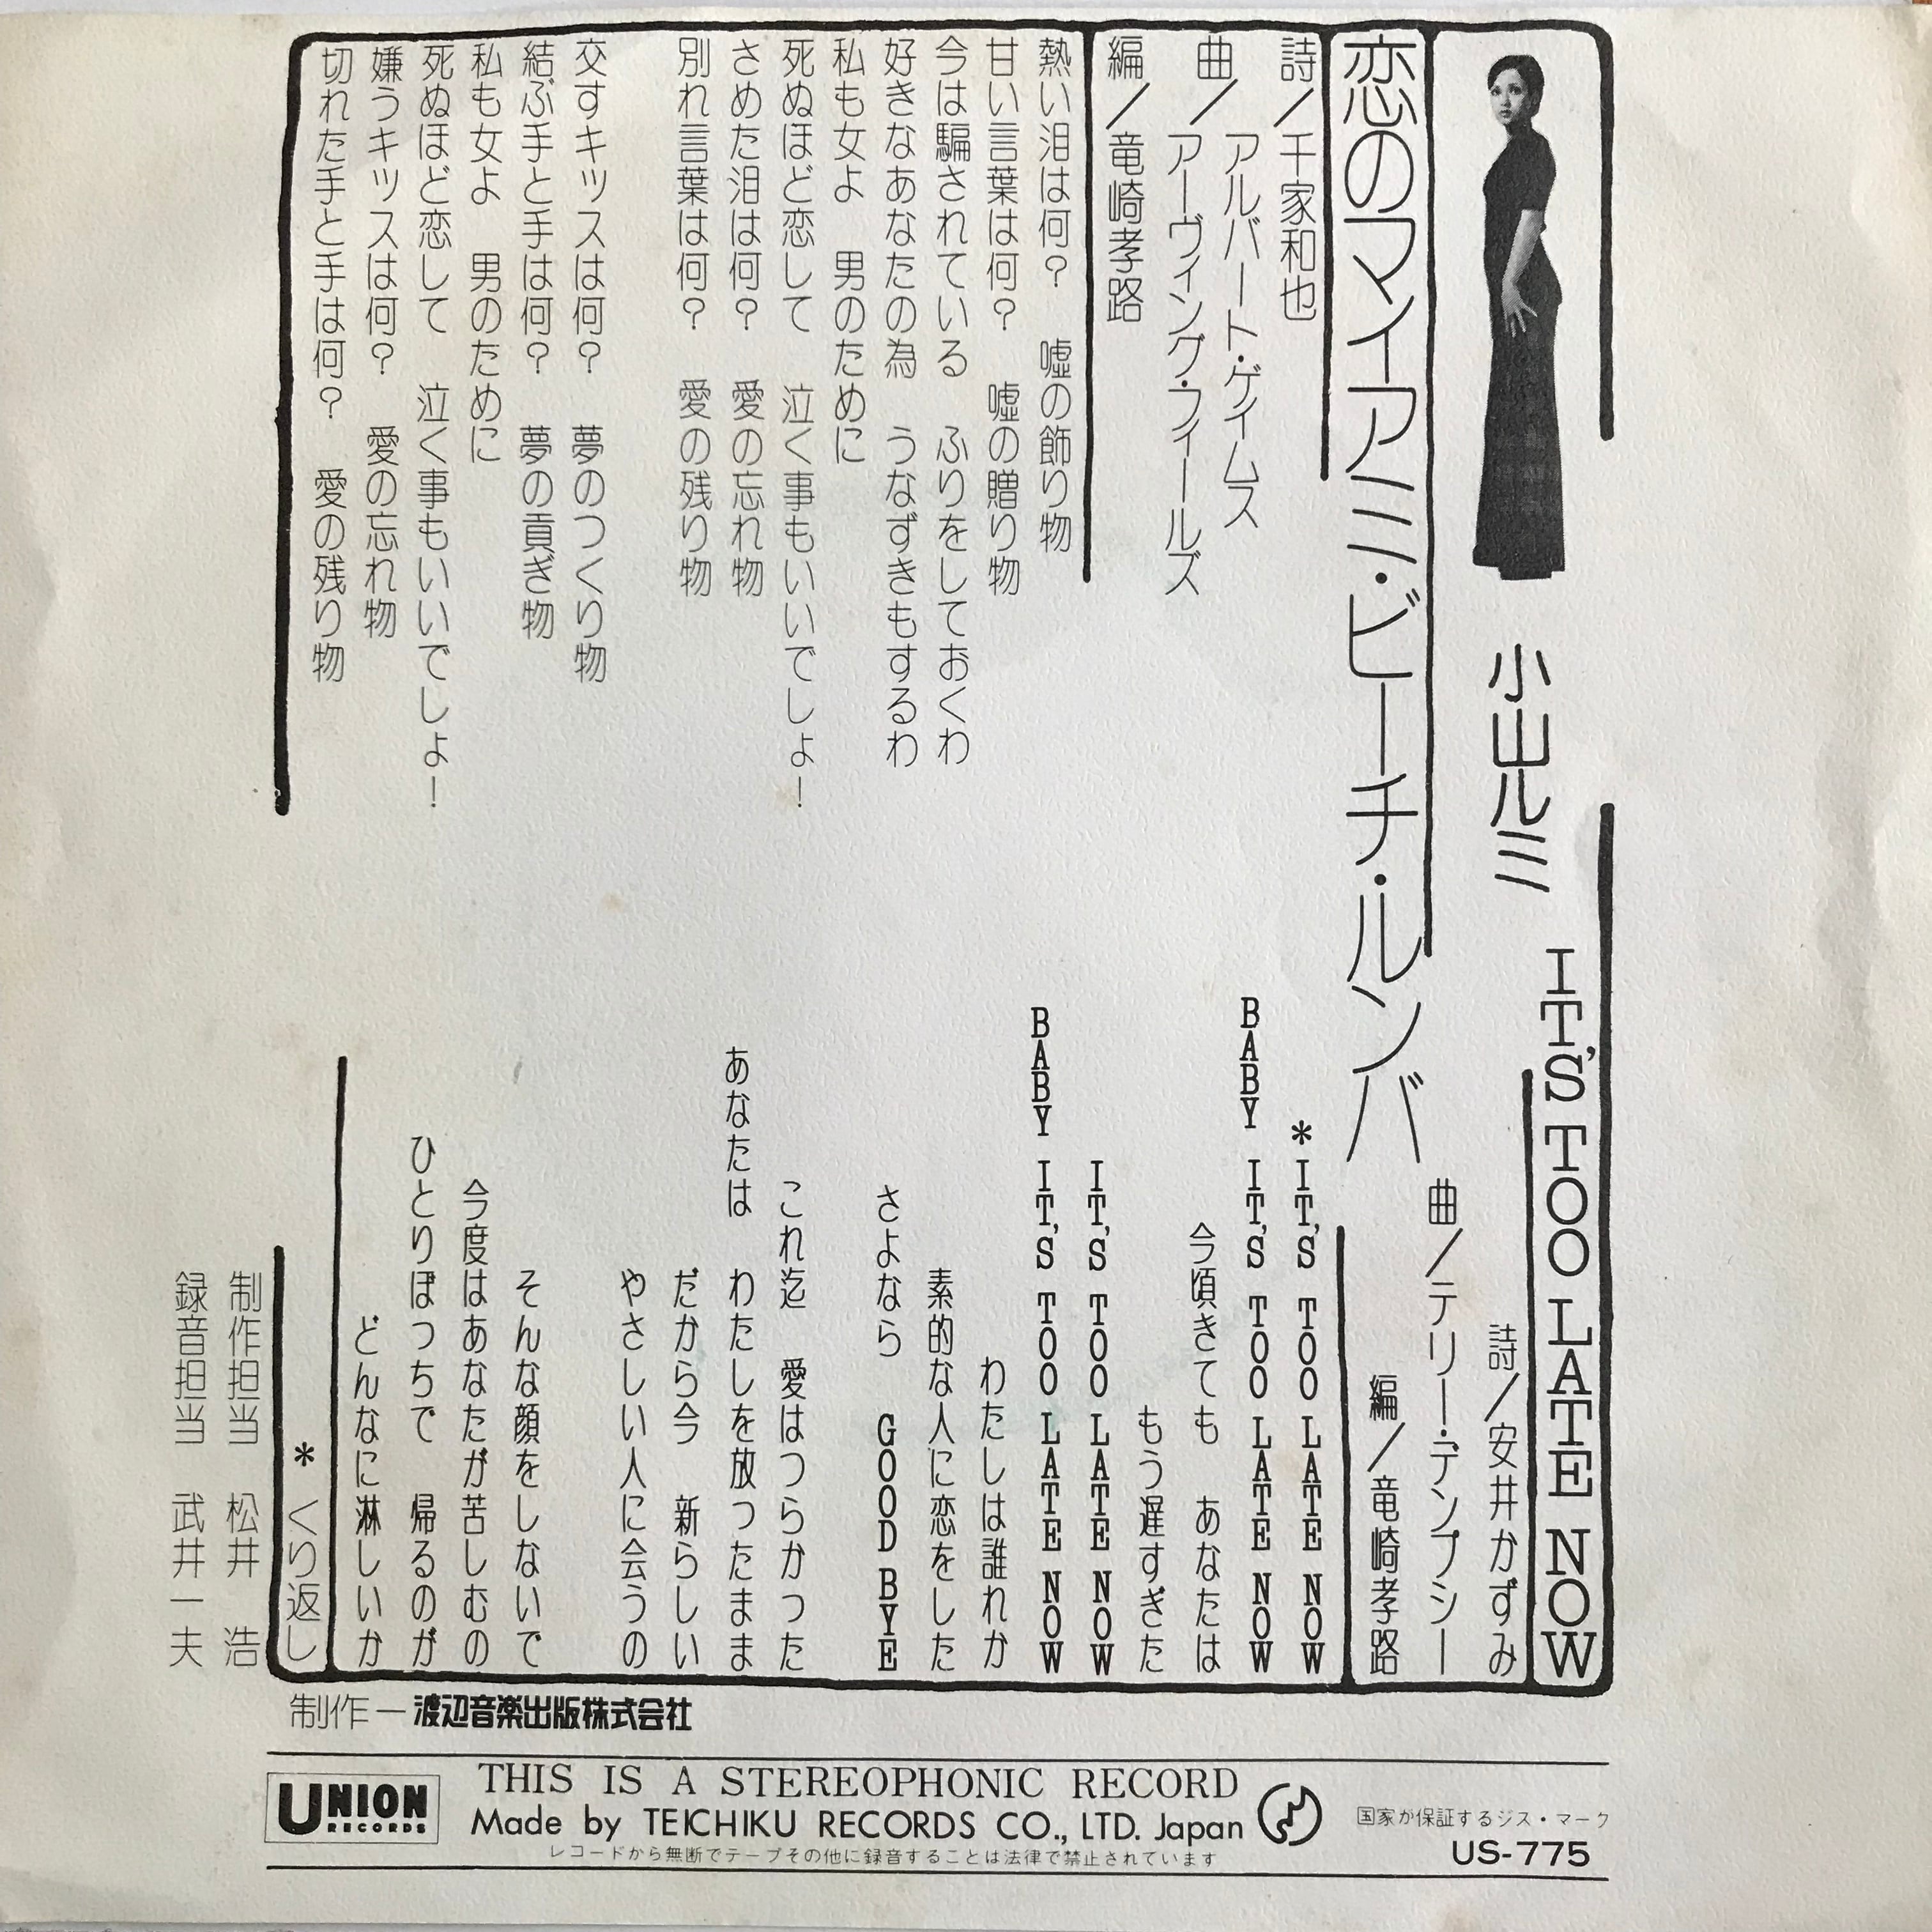 小山ルミ
恋のマイアミ・ビーチ・ルンバ
詩／千家和也
曲／アルバート・ゲイムス
アーヴィング・フィールズ
編／竜崎孝路
熱い泪は何？　嘘の飾り物
甘い言葉は何？　嘘の贈り物
今は騙されている　ふりをしておくわ
好きなあなたの為　うなずきもするわ
私も女よ　男のために
死ぬほど恋して　泣く事もいいでしょ！
さめた泪は何？　愛の忘れ物
別れ言葉は何？　愛の残り物
交すキッスは何？　夢のつくり物
結ぶ手と手は何？　夢の貢ぎ物
私も女よ　男のために
死ぬほど恋して　泣く事もいいでしょ！
嫌うキッスは何？　愛の忘れ物
切れた手と手は何？　愛の残り物
IT'S TOO LATE NOW
詩／安井かずみ
曲／テリー・デンプシー
編／竜崎孝路
＊IT'S TOO LATE NOW
BABY IT'S TOO LATE NOW
今頃きても　あなたは
もう遅すぎた
IT'S TOO LATE NOW
BABY IT'S TOO LATE NOW
わたしは誰れか
素的な人に恋をした
さよなら　GOOD BYE
これ迄　愛はつらかった
あなたは　わたしを放ったまま
だから今　新らしい
やさしい人に会うの
そんな顔をしないで
今度はあなたが苦しむの
ひとりぼっちで　帰るのが
どんなに淋しいか
＊くり返し
制作担当　松井　浩
録音担当　武井一夫
制作―渡辺音楽出版株式会社
UNION RECORDS
THIS IS A STEREOPHONIC RECORD
Made by TEICHIKU RECORDS CO., LTD. Japan
レコードから無断でテープその他に録音することは法律で禁止されています
国家が保証するジス・マーク
US-775